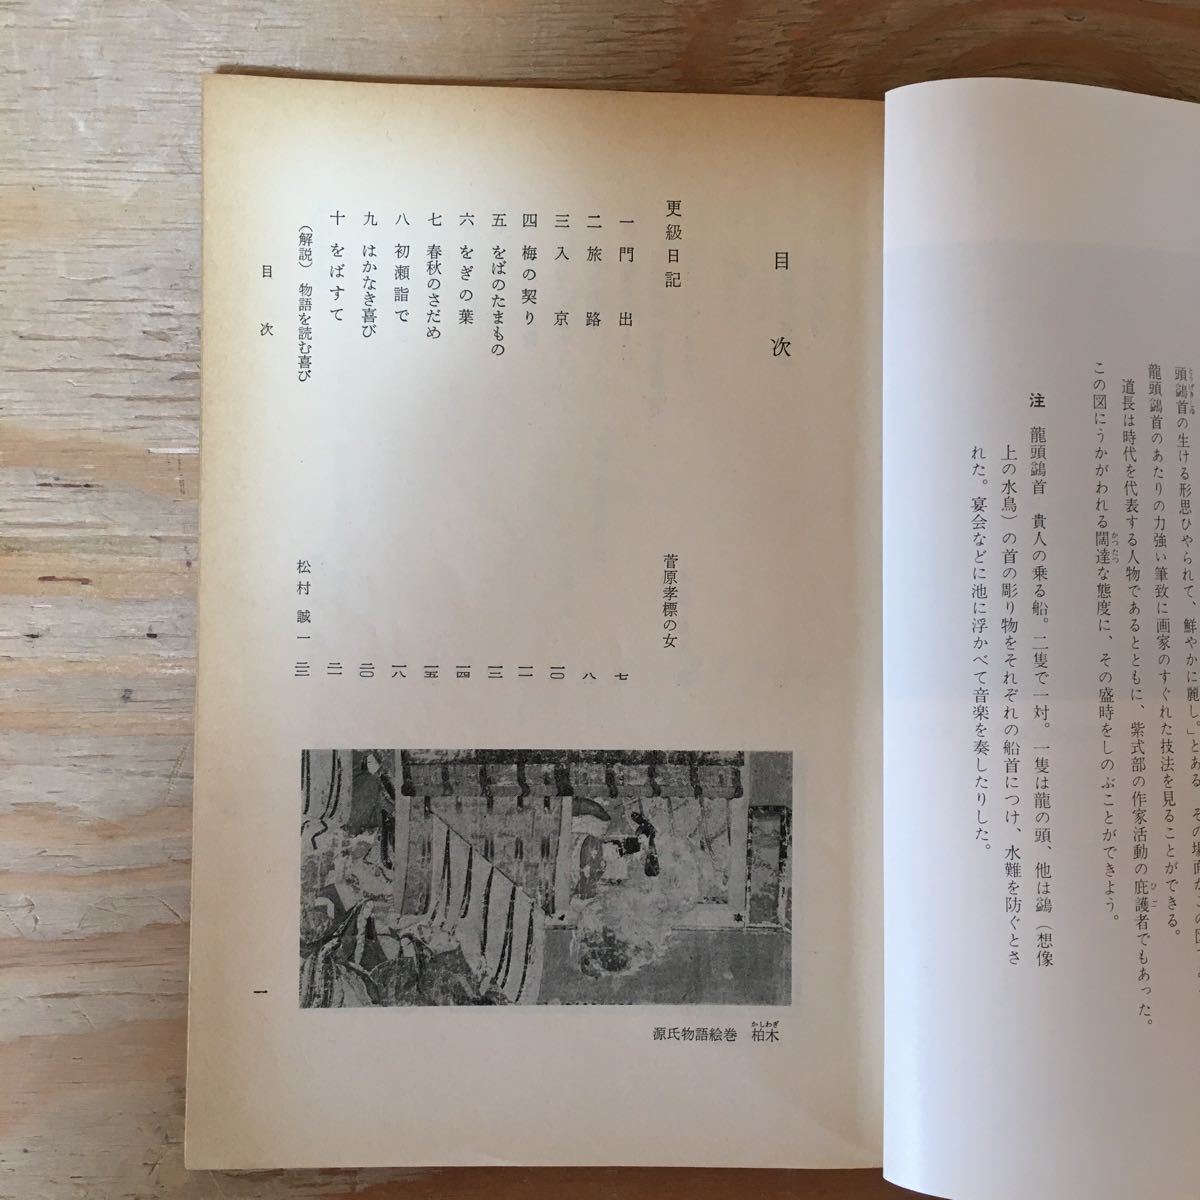 頭鷁首の生ける形思ひやられて、鮮やかに麗し。」とある。その場面
龍頭鷁首のあたりの力強い筆致に画家のすぐれた技法を見ることができる。
道長は時代を代表する人物であるとともに、紫式部の作家活動の庇護者でもあった。
ひご
この図にうかがわれる闊達な態度に、その盛時をしのぶことができよう。
かつたつ
注 龍頭鷁首 貴人の乗る船。二隻で一対。一隻は龍の頭、他は鷁（想像
上の水鳥）の首の彫り物をそれぞれの船首につけ、水難を防ぐとさ
れた。宴会などに池に浮かべて音楽を奏したりした。
目次
更級日記 菅原孝標の女
一 門出 七
二 旅路 八
三 入京 一〇
四 梅の契り 一一
五 をばのたまもの 一三
六 をぎの葉 一四
七 春秋のさだめ 一五
八 初瀬詣で 一八
九 はかなき喜び 二〇
十 をばすて 二一
（解説） 物語を読む喜び 松村誠一 二三
目次
一
源氏物語絵巻 柏木
かしわぎ